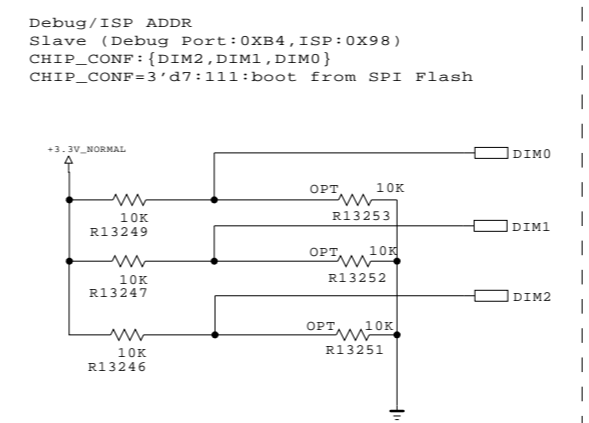 Debug/ISP ADDR
Slave (Debug Port:0XB4,ISP:0X98)
CHIP_CONF:{DIM2,DIM1,DIM0}
CHIP_CONF=3'd7:111:boot from SPI Flash
+3.3V_NORMAL
DIM0
OPT 10K
10K R13253
R13249
DIM1
OPT 10K
10K R13252
R13247
DIM2
OPT 10K
10K R13251
R13246